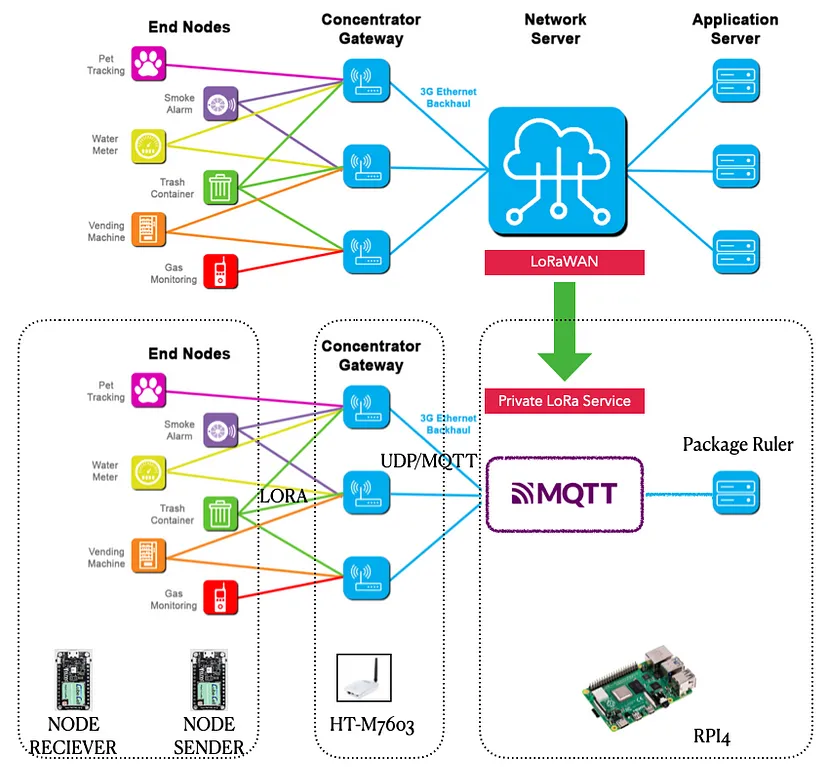 End Nodes
Concentrator
Gateway
Network
Server
Application
Server
Pet
Tracking
Smoke
Alarm
3G Ethernet
Backhaul
Water
Meter
Trash
Container
Vending
Machine
Gas
Monitoring
LoRaWAN
End Nodes
Concentrator
Gateway
Private LoRa Service
Pet
Tracking
Smoke
Alarm
3G Ethernet
Backhaul
Package Ruler
Water
Meter
UDP/MQTT
LORA
MQTT
Trash
Container
Vending
Machine
Gas
Monitoring
NODE
RECIEVER
NODE
SENDER
HT-M7603
RPI4